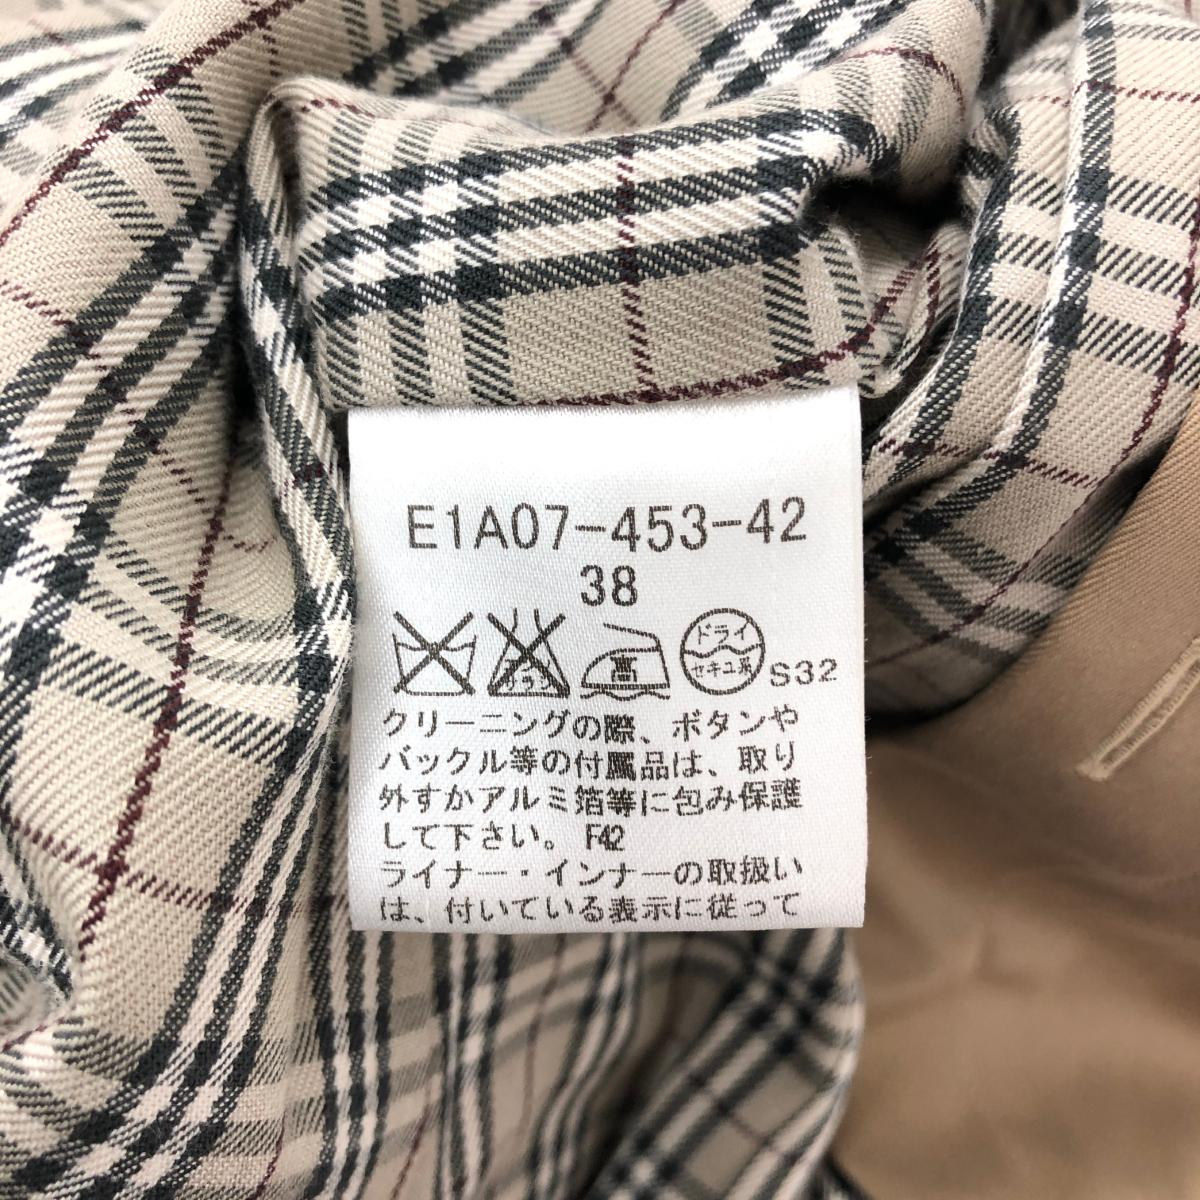 E1A07-453-42
38
高
ドライ
セキユ系
S32
クリーニングの際、ボタンや
バックル等の付属品は、取り
外すかアルミ箔等に包み保護
して下さい。 F42
ライナー・インナーの取扱い
は、付いている表示に従って